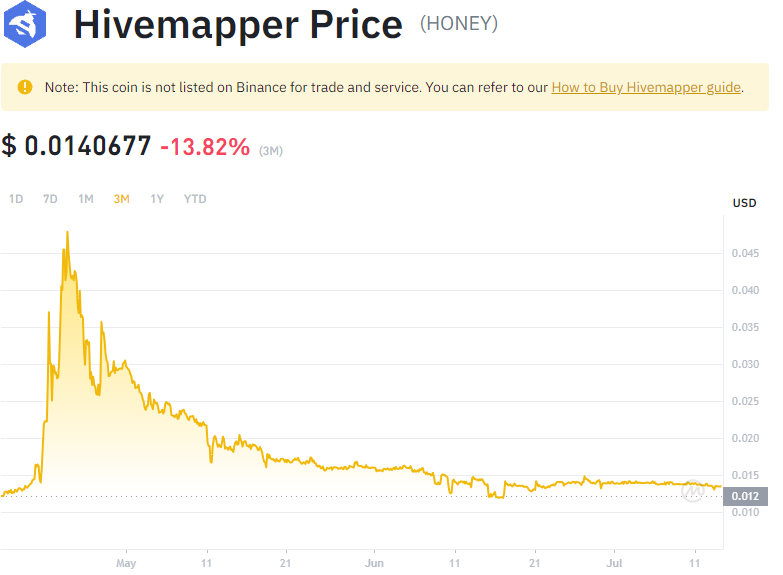 Hivemapper Price (HONEY)
Note: This coin is not listed on Binance for trade and service. You can refer to our How to Buy Hivemapper guide.
$ 0.0140677 -13.82% (3M)
1D 7D 1M 3M 1Y YTD
USD
0.045
0.040
0.035
0.030
0.025
0.020
0.015
0.012
0.010
May 11 21 Jun 11 21 Jul 11